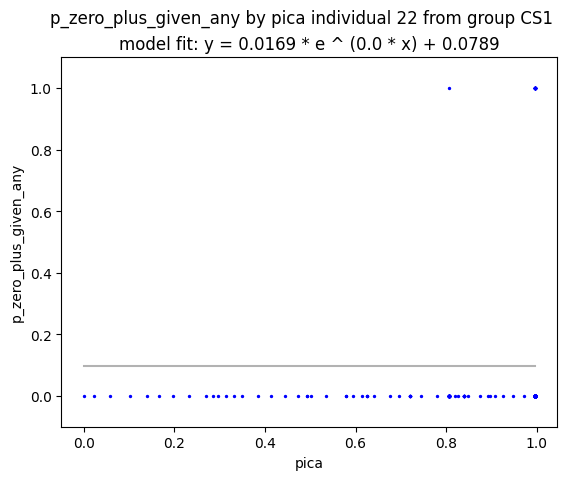 p_zero_plus_given_any by pica individual 22 from group CS1
model fit: y = 0.0169 * e ^ (0.0 * x) + 0.0789
1.0
0.8
0.6
0.4
0.2
0.0
p_zero_plus_given_any
0.0 0.2 0.4 0.6 0.8 1.0
pica